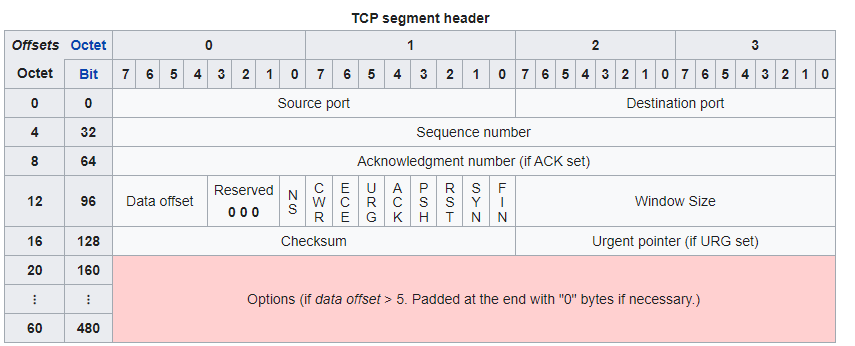 TCP segment header
Offsets Octet 0 1 2 3
Octet Bit 7 6 5 4 3 2 1 0 7 6 5 4 3 2 1 0 7 6 5 4 3 2 1 0 7 6 5 4 3 2 1 0
0 0 Source port Destination port
4 32 Sequence number
8 64 Acknowledgment number (if ACK set)
12 96 Data offset Reserved 0 0 0 NS CWR ECE URG ACK PSH RST SYN FIN Window Size
16 128 Checksum Urgent pointer (if URG set)
20 160
⋮ ⋮ Options (if data offset > 5. Padded at the end with "0" bytes if necessary.)
60 480